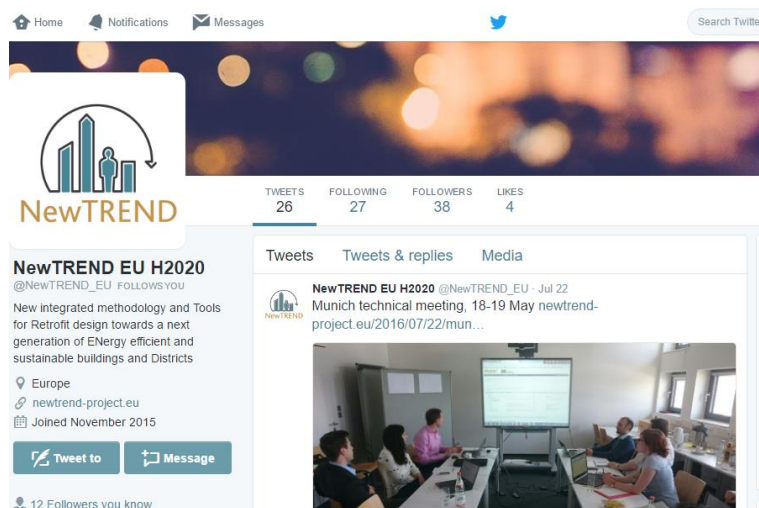 Home
Notifications
Messages
Search Twitte
NewTREND
TWEETS
26
FOLLOWING
27
FOLLOWERS
38
LIKES
4
NewTREND EU H2020
@NewTREND_EU FOLLOWS YOU
New integrated methodology and Tools
for Retrofit design towards a next
generation of ENergy efficient and
sustainable buildings and Districts
Europe
newtrend-project.eu
Joined November 2015
Tweet to
Message
12 Followers you know
Tweets
Tweets & replies
Media
NewTREND
NewTREND EU H2020 @NewTREND_EU · Jul 22
Munich technical meeting, 18-19 May newtrend-
project.eu/2016/07/22/mun…